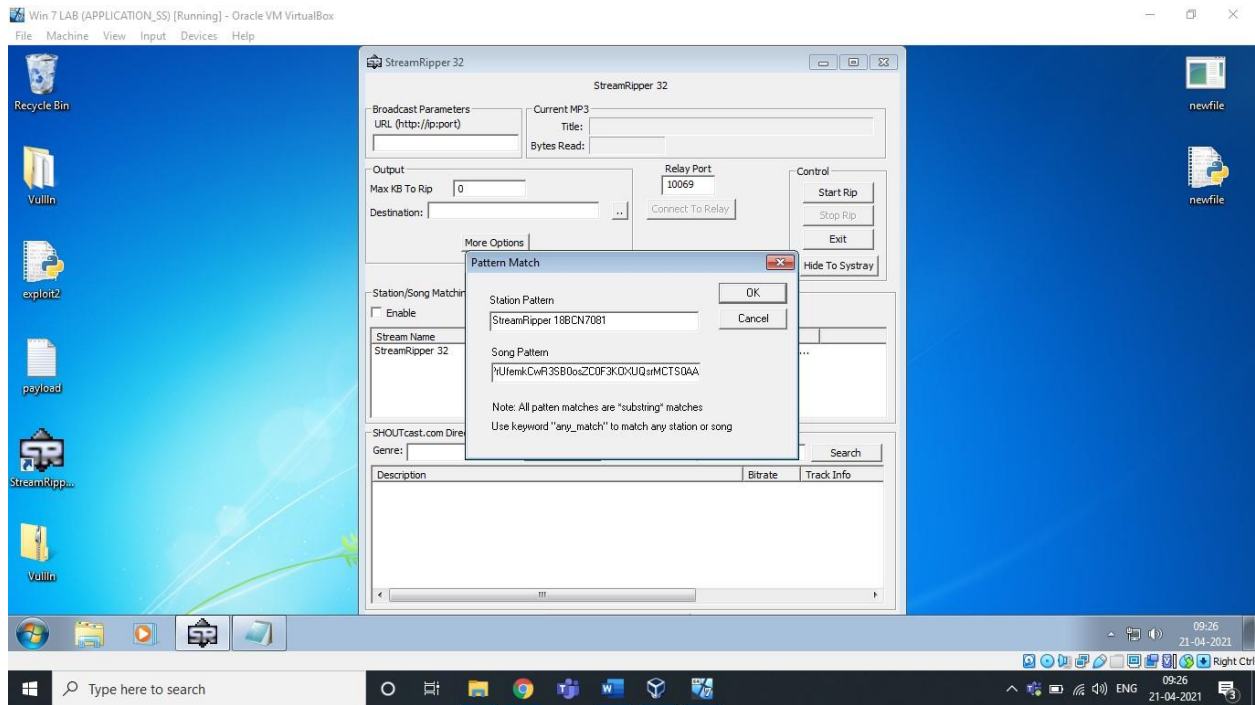 Win 7 LAB (APPLICATION_SS) [Running] - Oracle VM VirtualBox
File Machine View Input Devices Help
Recycle Bin
Vullln
exploit2
payload
StreamRipp...
Vullln
newfile
newfile
StreamRipper 32
StreamRipper 32
Broadcast Parameters
URL (http://ip:port)
Current MP3
Title:
Bytes Read:
Output
Max KB To Rip 0
Destination: ..
More Options
Relay Port
10069
Connect To Relay
Control
Start Rip
Stop Rip
Exit
Hide To Systray
Station/Song Matchin
Enable
Stream Name
StreamRipper 32
...
Pattern Match
Station Pattern
StreamRipper 18BCN7081
OK
Cancel
Song Pattern
Note: All patten matches are *substring* matches
Use keyword "any_match" to match any station or song
SHOUTcast.com Dire
Genre:
Search
Description Bitrate Track Info
09:26
21-04-2021
Right Ctrl
Type here to search
ENG
09:26
21-04-2021
3